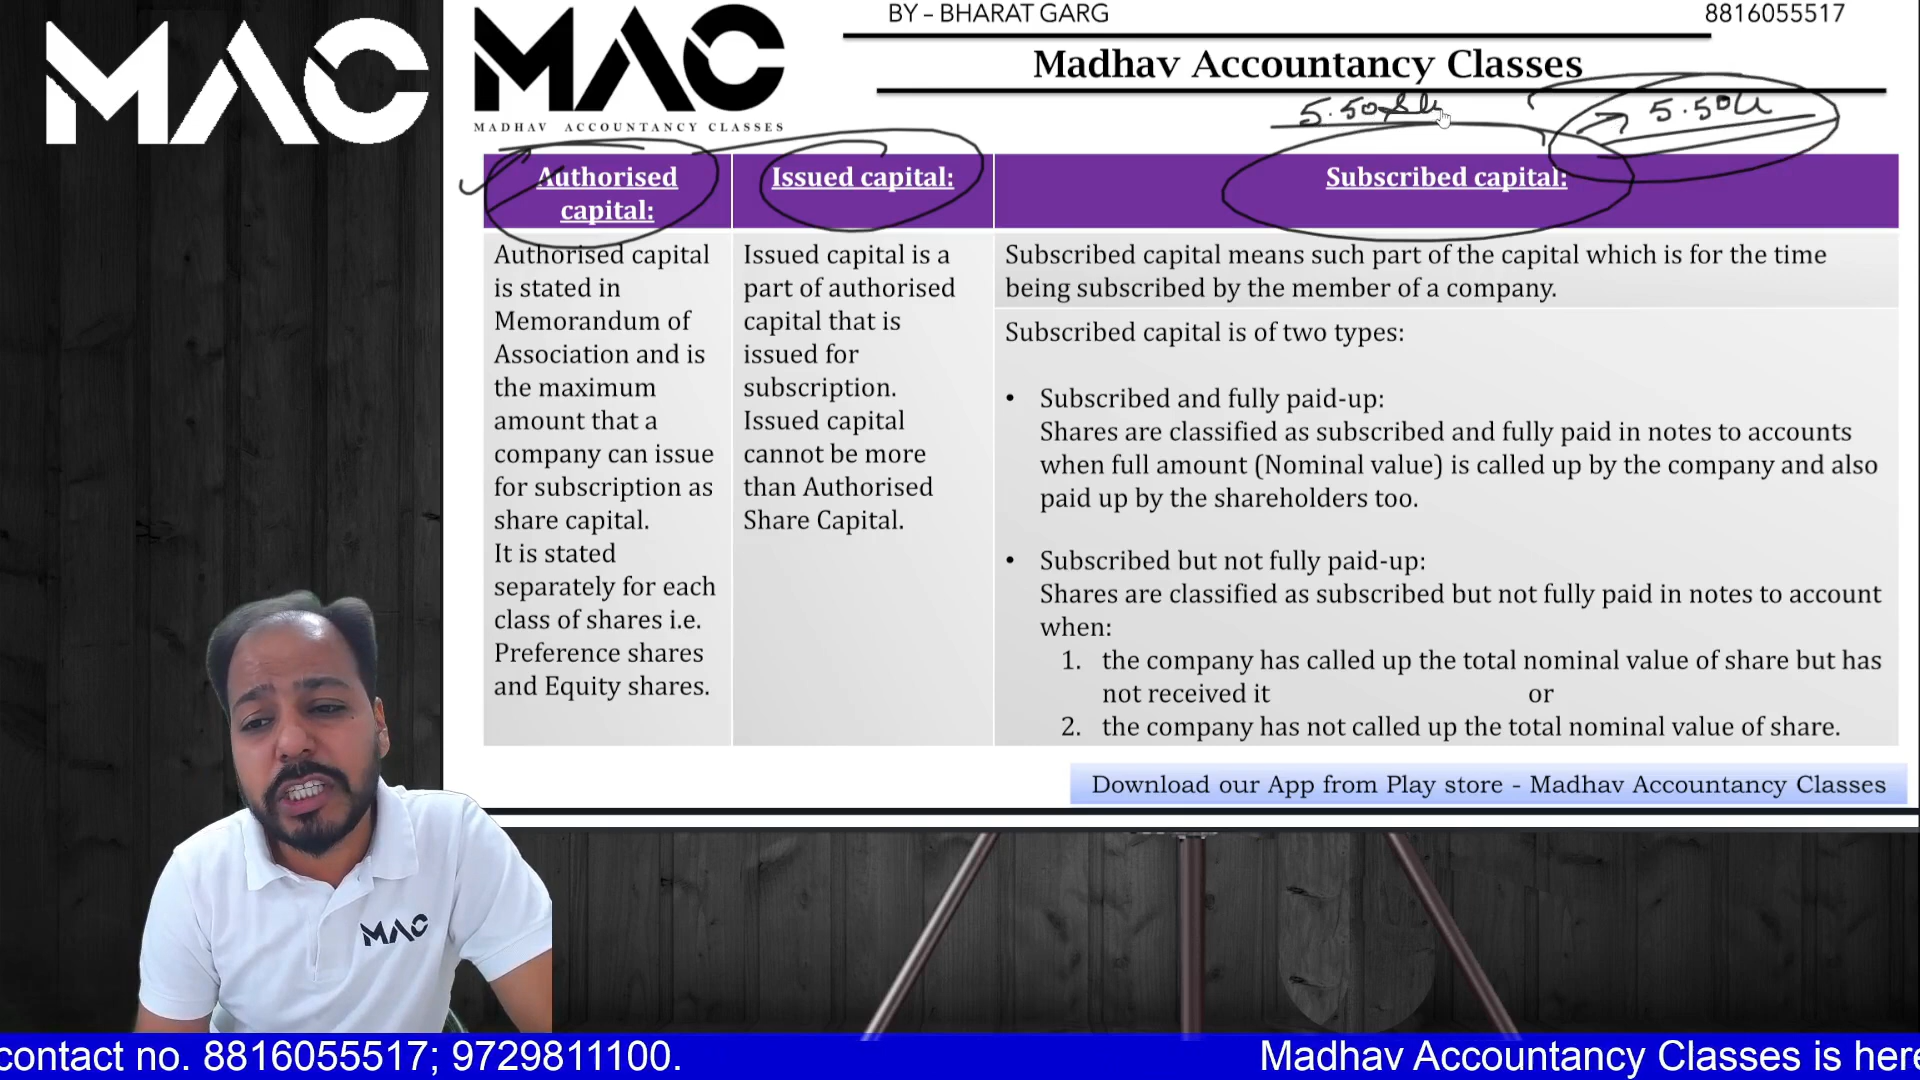 MAC
MAC
MADHAV ACCOUNTANCY CLASSES
BY – BHARAT GARG
8816055517
Madhav Accountancy Classes
5.50
5.50
Authorised
capital:
Issued capital:
Subscribed capital:
Authorised capital
is stated in
Memorandum of
Association and is
the maximum
amount that a
company can issue
for subscription as
share capital.
It is stated
separately for each
class of shares i.e.
Preference shares
and Equity shares.
Issued capital is a
part of authorised
capital that is
issued for
subscription.
Issued capital
cannot be more
than Authorised
Share Capital.
Subscribed capital means such part of the capital which is for the time
being subscribed by the member of a company.
Subscribed capital is of two types:
• Subscribed and fully paid-up:
Shares are classified as subscribed and fully paid in notes to accounts
when full amount (Nominal value) is called up by the company and also
paid up by the shareholders too.
• Subscribed but not fully paid-up:
Shares are classified as subscribed but not fully paid in notes to account
when:
1. the company has called up the total nominal value of share but has
not received it or
2. the company has not called up the total nominal value of share.
Download our App from Play store - Madhav Accountancy Classes
MAC
contact no. 8816055517; 9729811100.
Madhav Accountancy Classes is here